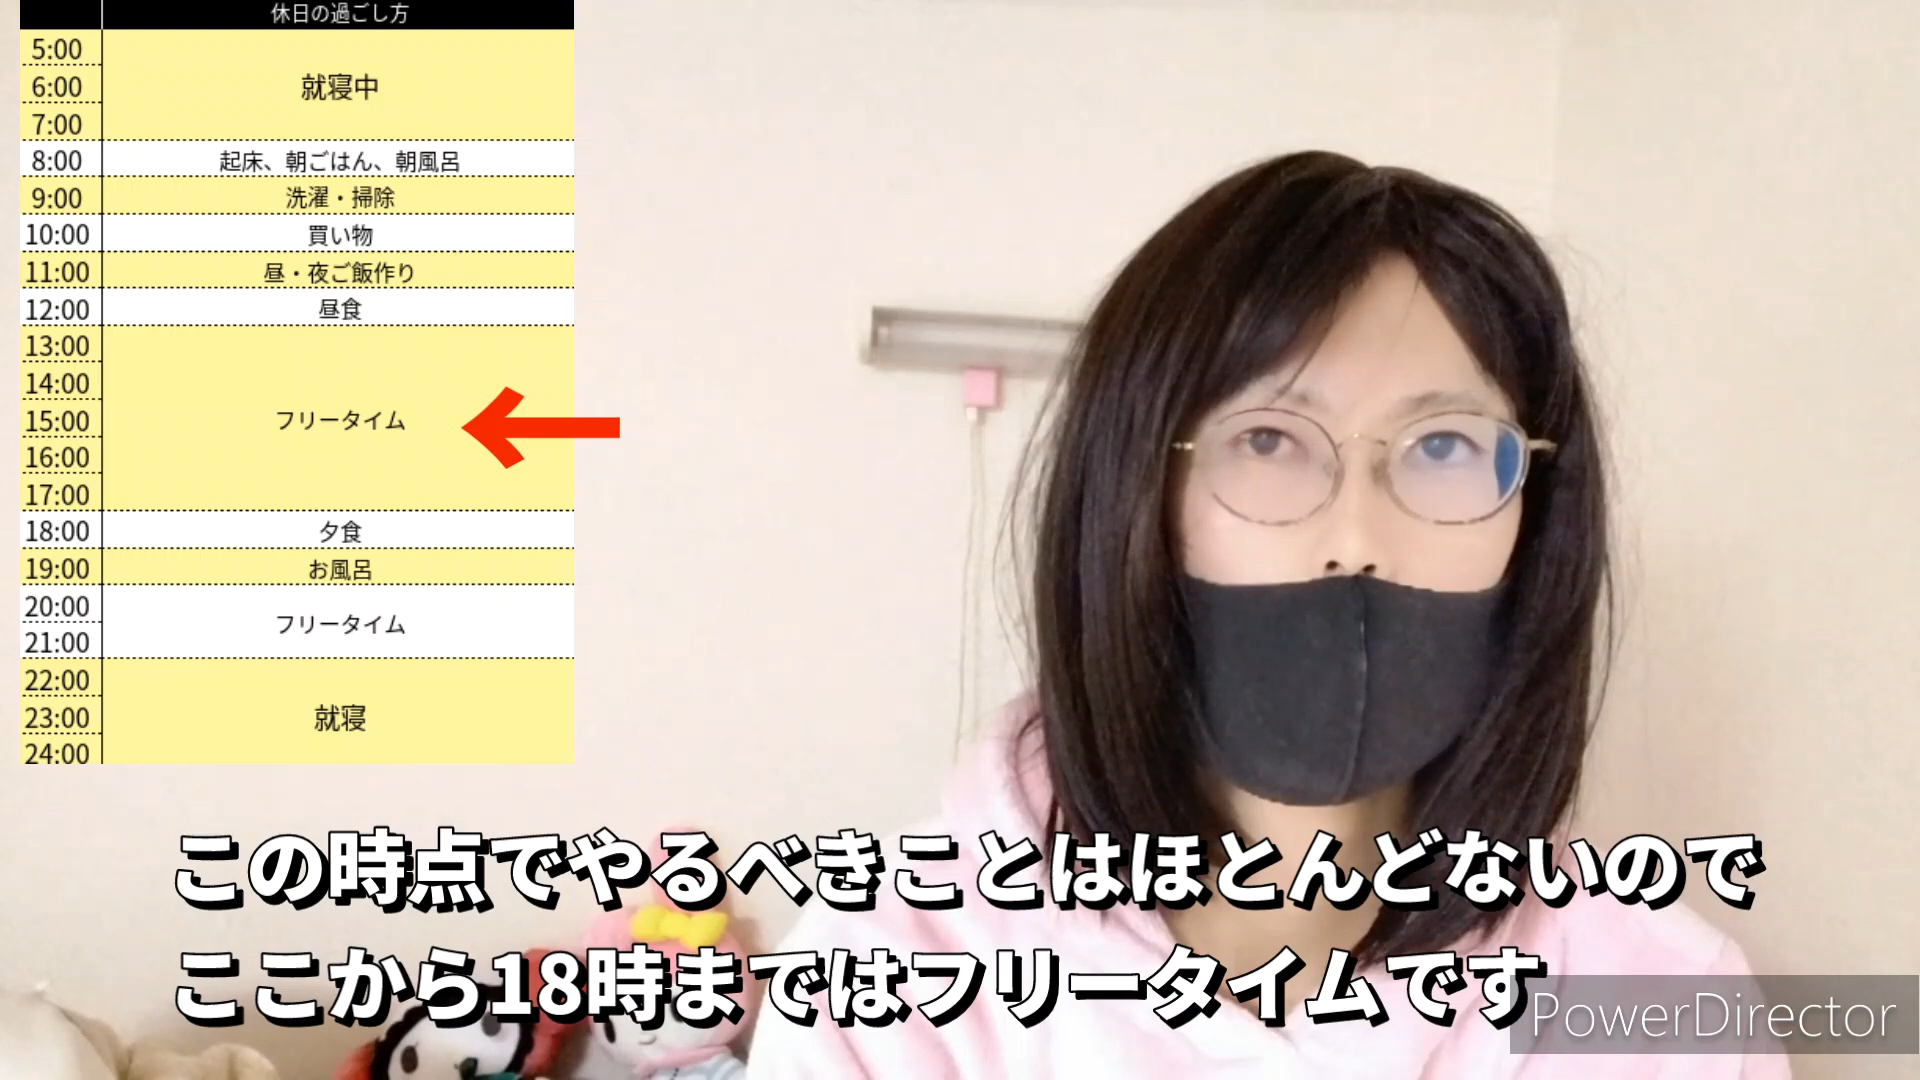 休日の過ごし方
5:00
6:00
7:00
就寝中
8:00 起床、朝ごはん、朝風呂
9:00 洗濯・掃除
10:00 買い物
11:00 昼・夜ご飯作り
12:00 昼食
13:00
14:00
15:00 フリータイム
16:00
17:00
18:00 夕食
19:00 お風呂
20:00
21:00
フリータイム
22:00
23:00 就寝
24:00
この時点でやるべきことはほとんどないので
ここから18時まではフリータイムです
PowerDirector